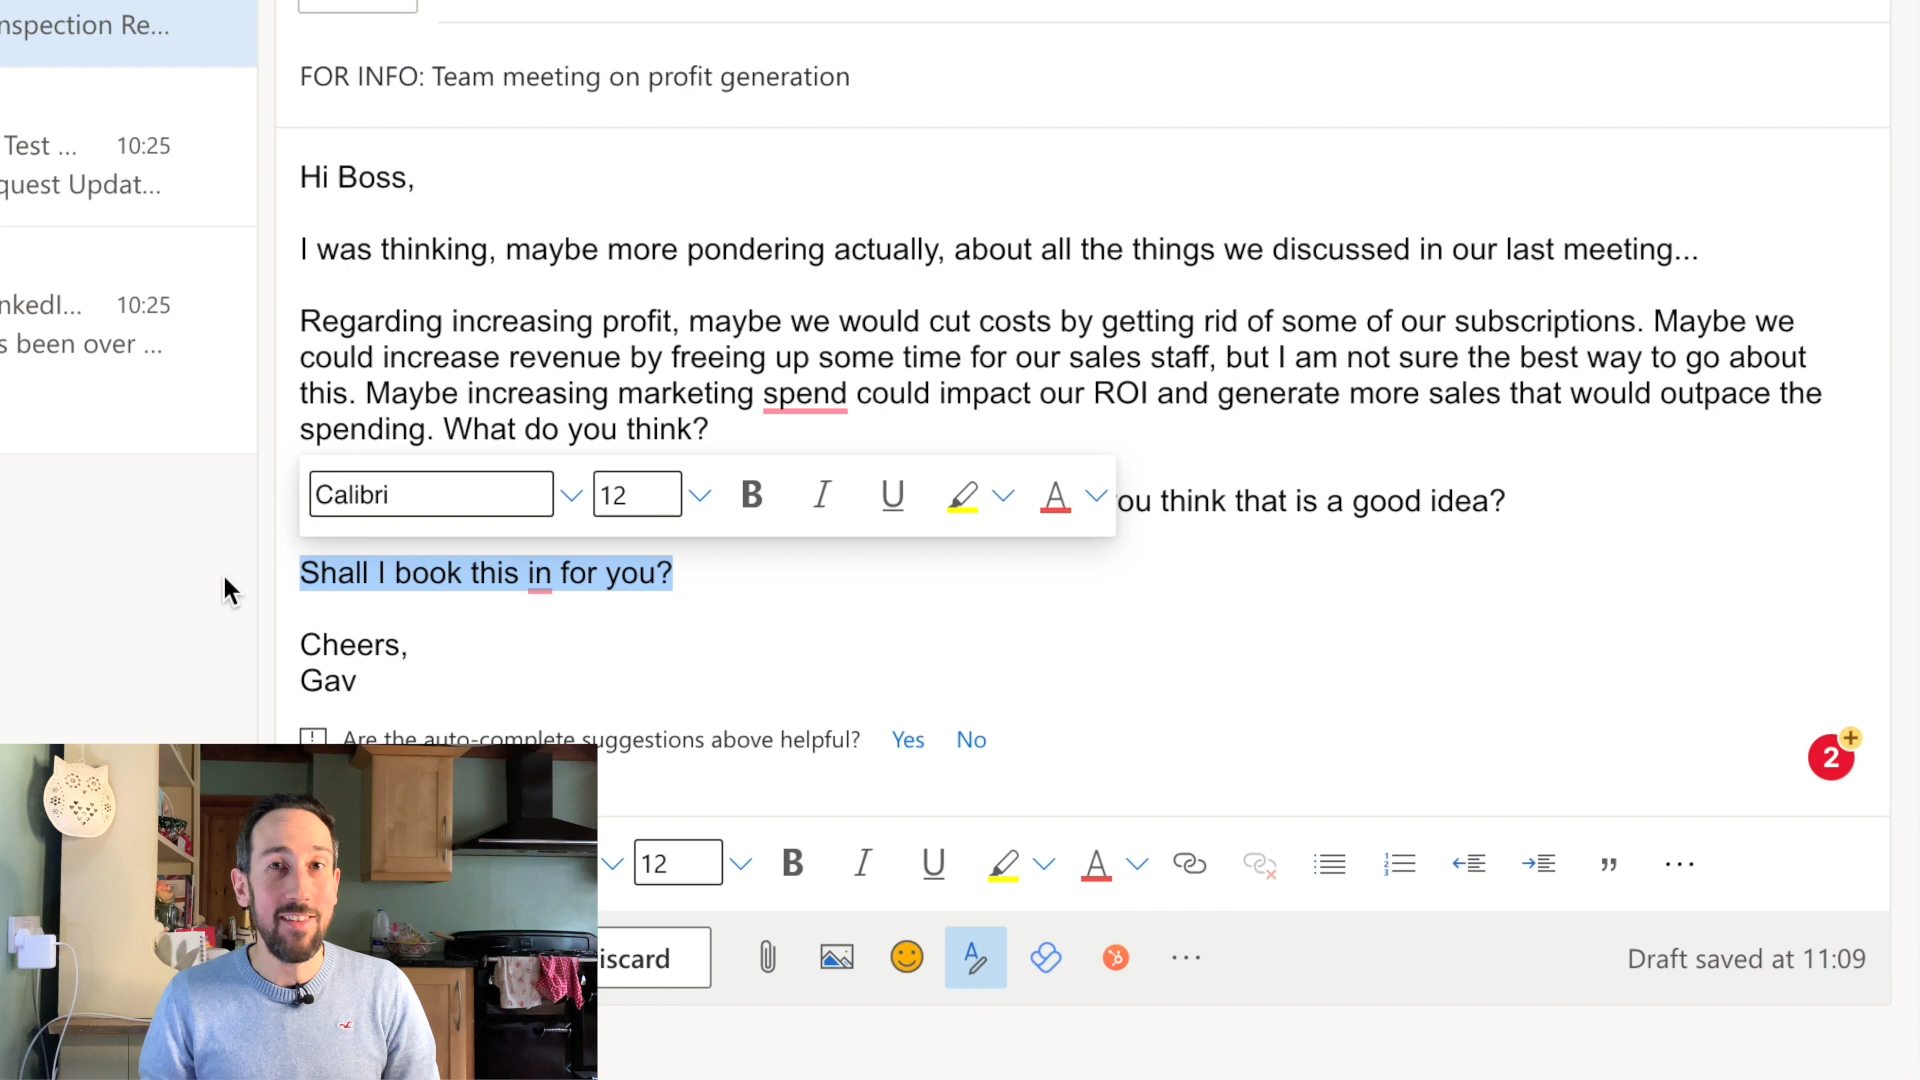 nspection Re...
FOR INFO: Team meeting on profit generation
Test ... 10:25
quest Updat...
nkedI... 10:25
s been over ...
Hi Boss,
I was thinking, maybe more pondering actually, about all the things we discussed in our last meeting...
Regarding increasing profit, maybe we would cut costs by getting rid of some of our subscriptions. Maybe we
could increase revenue by freeing up some time for our sales staff, but I am not sure the best way to go about
this. Maybe increasing marketing spend could impact our ROI and generate more sales that would outpace the
spending. What do you think?
Calibri 12 B I U A
ou think that is a good idea?
Shall I book this in for you?
Cheers,
Gav
Are the auto-complete suggestions above helpful? Yes No
2
12 B I U A
iscard
Draft saved at 11:09